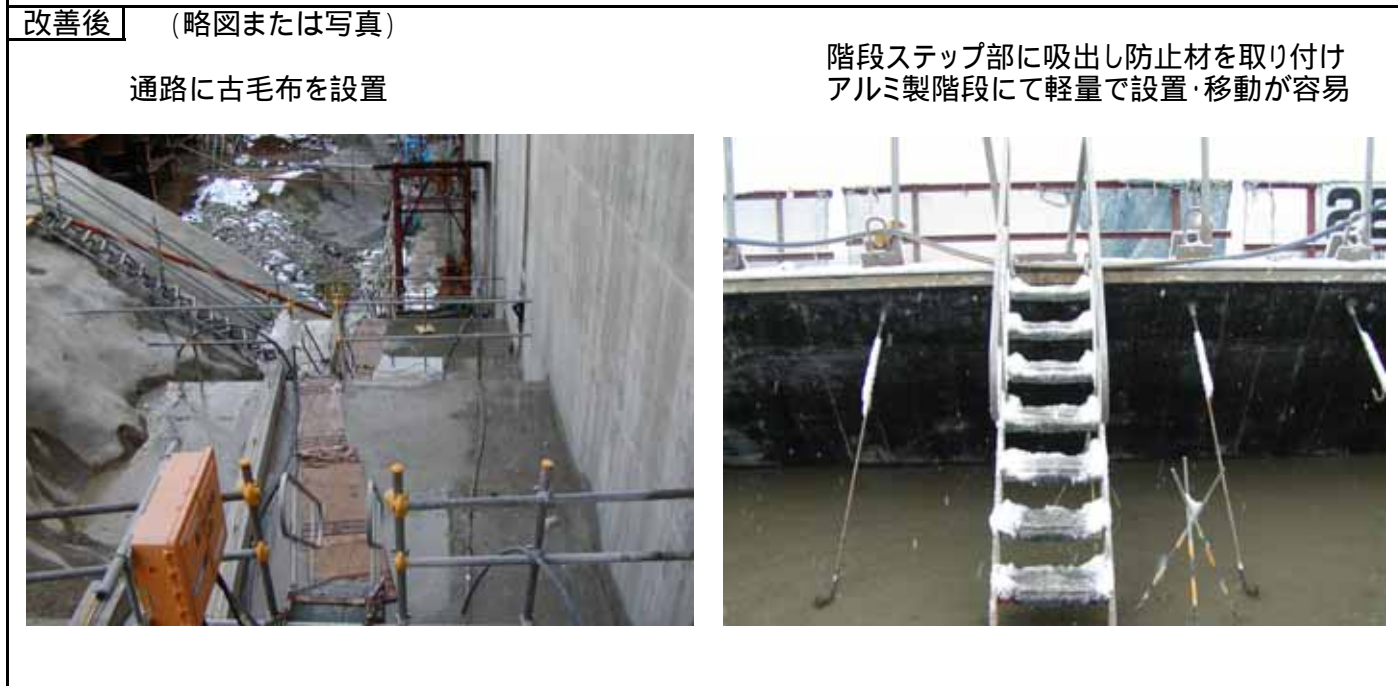 改善後 (略図または写真)
通路に古毛布を設置
階段ステップ部に吸出し防止材を取り付け
アルミ製階段にて軽量で設置・移動が容易